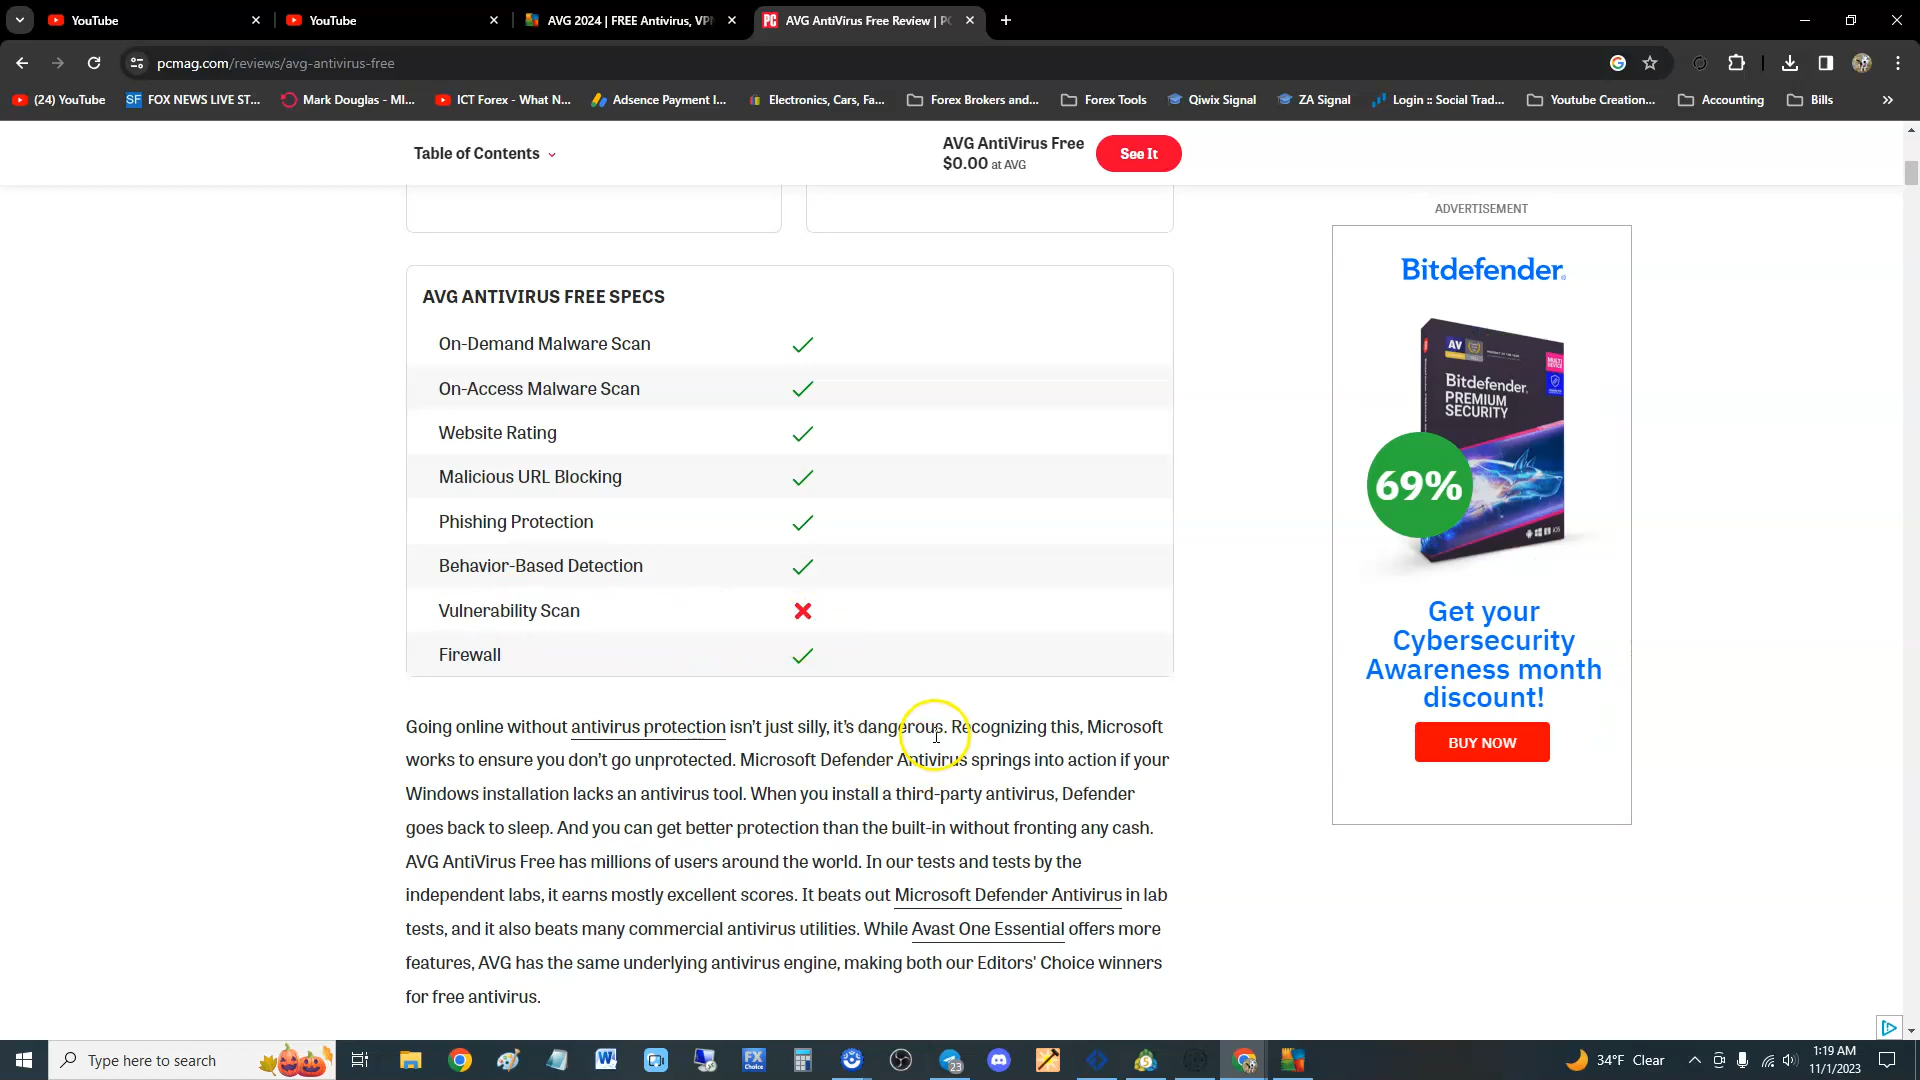 YouTube
YouTube
AVG 2024 | FREE Antivirus, VPN
AVG AntiVirus Free Review | PC
pcmag.com/reviews/avg-antivirus-free
(24) YouTube
FOX NEWS LIVE ST...
Mark Douglas - MI...
ICT Forex - What N...
Adsence Payment I...
Electronics, Cars, Fa...
Forex Brokers and...
Forex Tools
Qiwix Signal
ZA Signal
Login :: Social Trad...
Youtube Creation...
Accounting
Bills
Table of Contents
AVG AntiVirus Free
$0.00 at AVG
See It
ADVERTISEMENT
AVG ANTIVIRUS FREE SPECS
On-Demand Malware Scan
On-Access Malware Scan
Website Rating
Malicious URL Blocking
Phishing Protection
Behavior-Based Detection
Vulnerability Scan
Firewall
Going online without antivirus protection isn't just silly, it's dangerous. Recognizing this, Microsoft
works to ensure you don't go unprotected. Microsoft Defender Antivirus springs into action if your
Windows installation lacks an antivirus tool. When you install a third-party antivirus, Defender
goes back to sleep. And you can get better protection than the built-in without fronting any cash.
AVG AntiVirus Free has millions of users around the world. In our tests and tests by the
independent labs, it earns mostly excellent scores. It beats out Microsoft Defender Antivirus in lab
tests, and it also beats many commercial antivirus utilities. While Avast One Essential offers more
features, AVG has the same underlying antivirus engine, making both our Editors' Choice winners
for free antivirus.
Bitdefender
AV
Bitdefender
PREMIUM
SECURITY
69%
Get your
Cybersecurity
Awareness month
discount!
BUY NOW
Type here to search
FX
Choice
23
34°F Clear
1:19 AM
11/1/2023